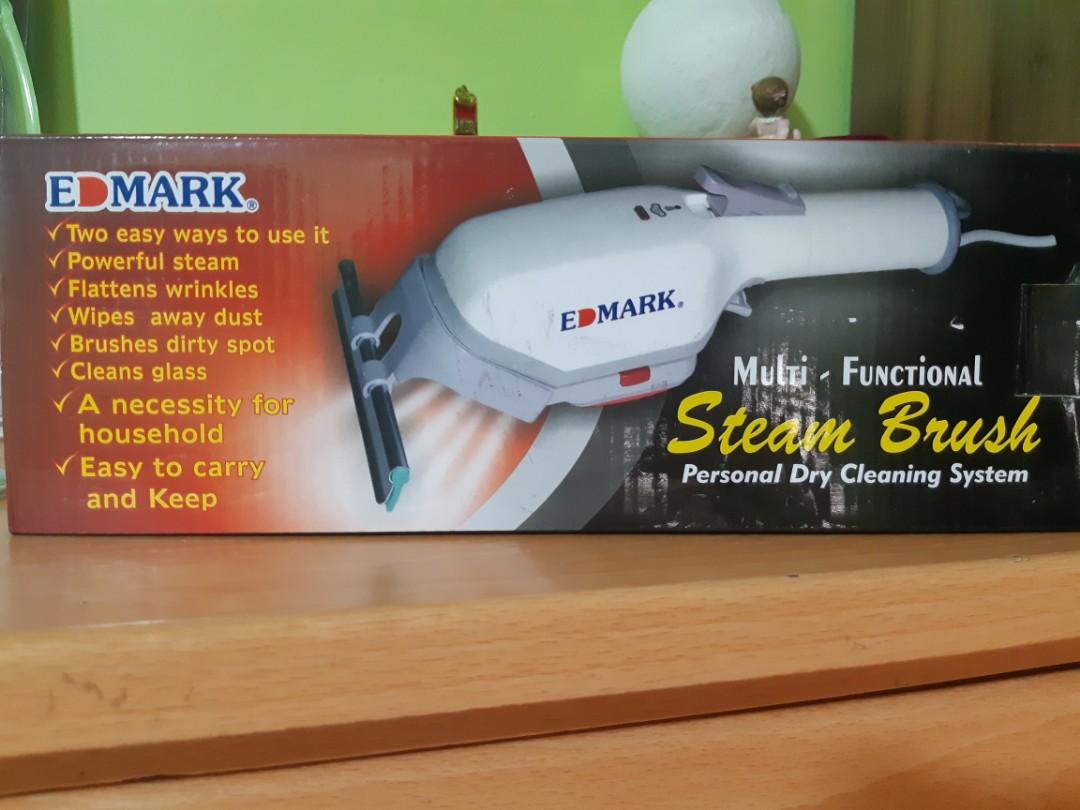 EDMARK®
✓ Two easy ways to use it
✓ Powerful steam
✓ Flattens wrinkles
✓ Wipes away dust
✓ Brushes dirty spot
✓ Cleans glass
✓ A necessity for
household
✓ Easy to carry
and Keep
EDMARK®
Multi - Functional
Steam Brush
Personal Dry Cleaning System